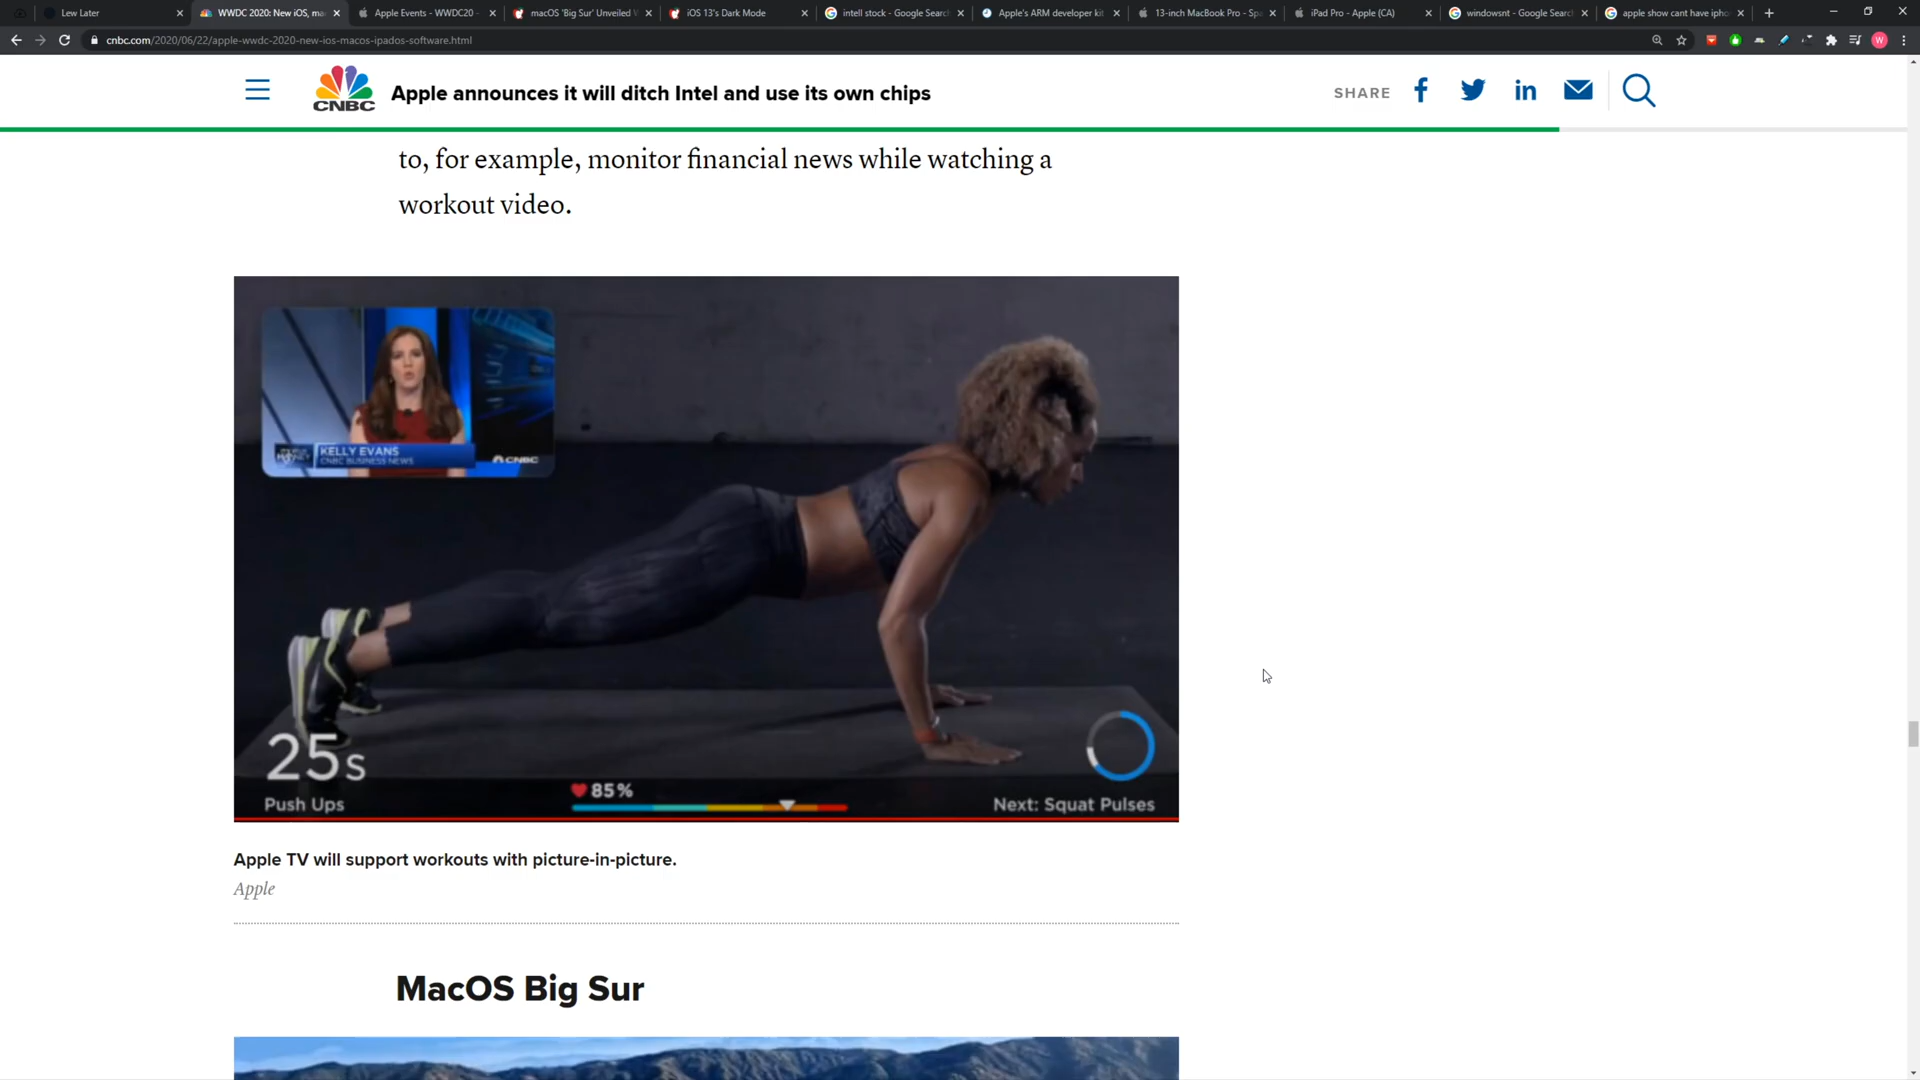 Lew Later
WWDC 2020: New iOS, ma
Apple Events - WWDC20 -
macOS 'Big Sur' Unveiled W
iOS 13's Dark Mode
intell stock - Google Search
Apple's ARM developer kit
13-inch MacBook Pro - Spa
iPad Pro - Apple (CA)
windowsnt - Google Search
apple show cant have ipho
cnbc.com/2020/06/22/apple-wwdc-2020-new-ios-macos-ipados-software.html
W
CNBC
Apple announces it will ditch Intel and use its own chips
SHARE
to, for example, monitor financial news while watching a
workout video.
KELLY EVANS
CNBC BUSINESS NEWS
CNBC
25s
Push Ups
85%
Next: Squat Pulses
Apple TV will support workouts with picture-in-picture.
Apple
MacOS Big Sur